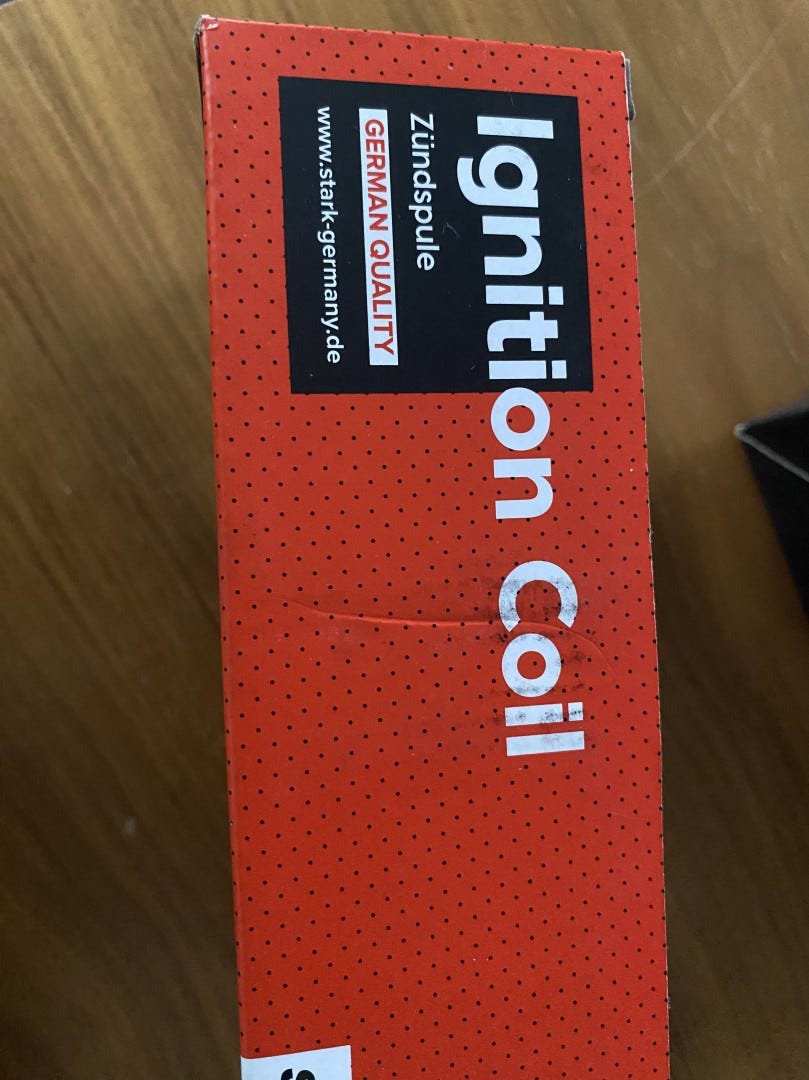 Ignition Coil
Zündspule
GERMAN QUALITY
www.stark-germany.de